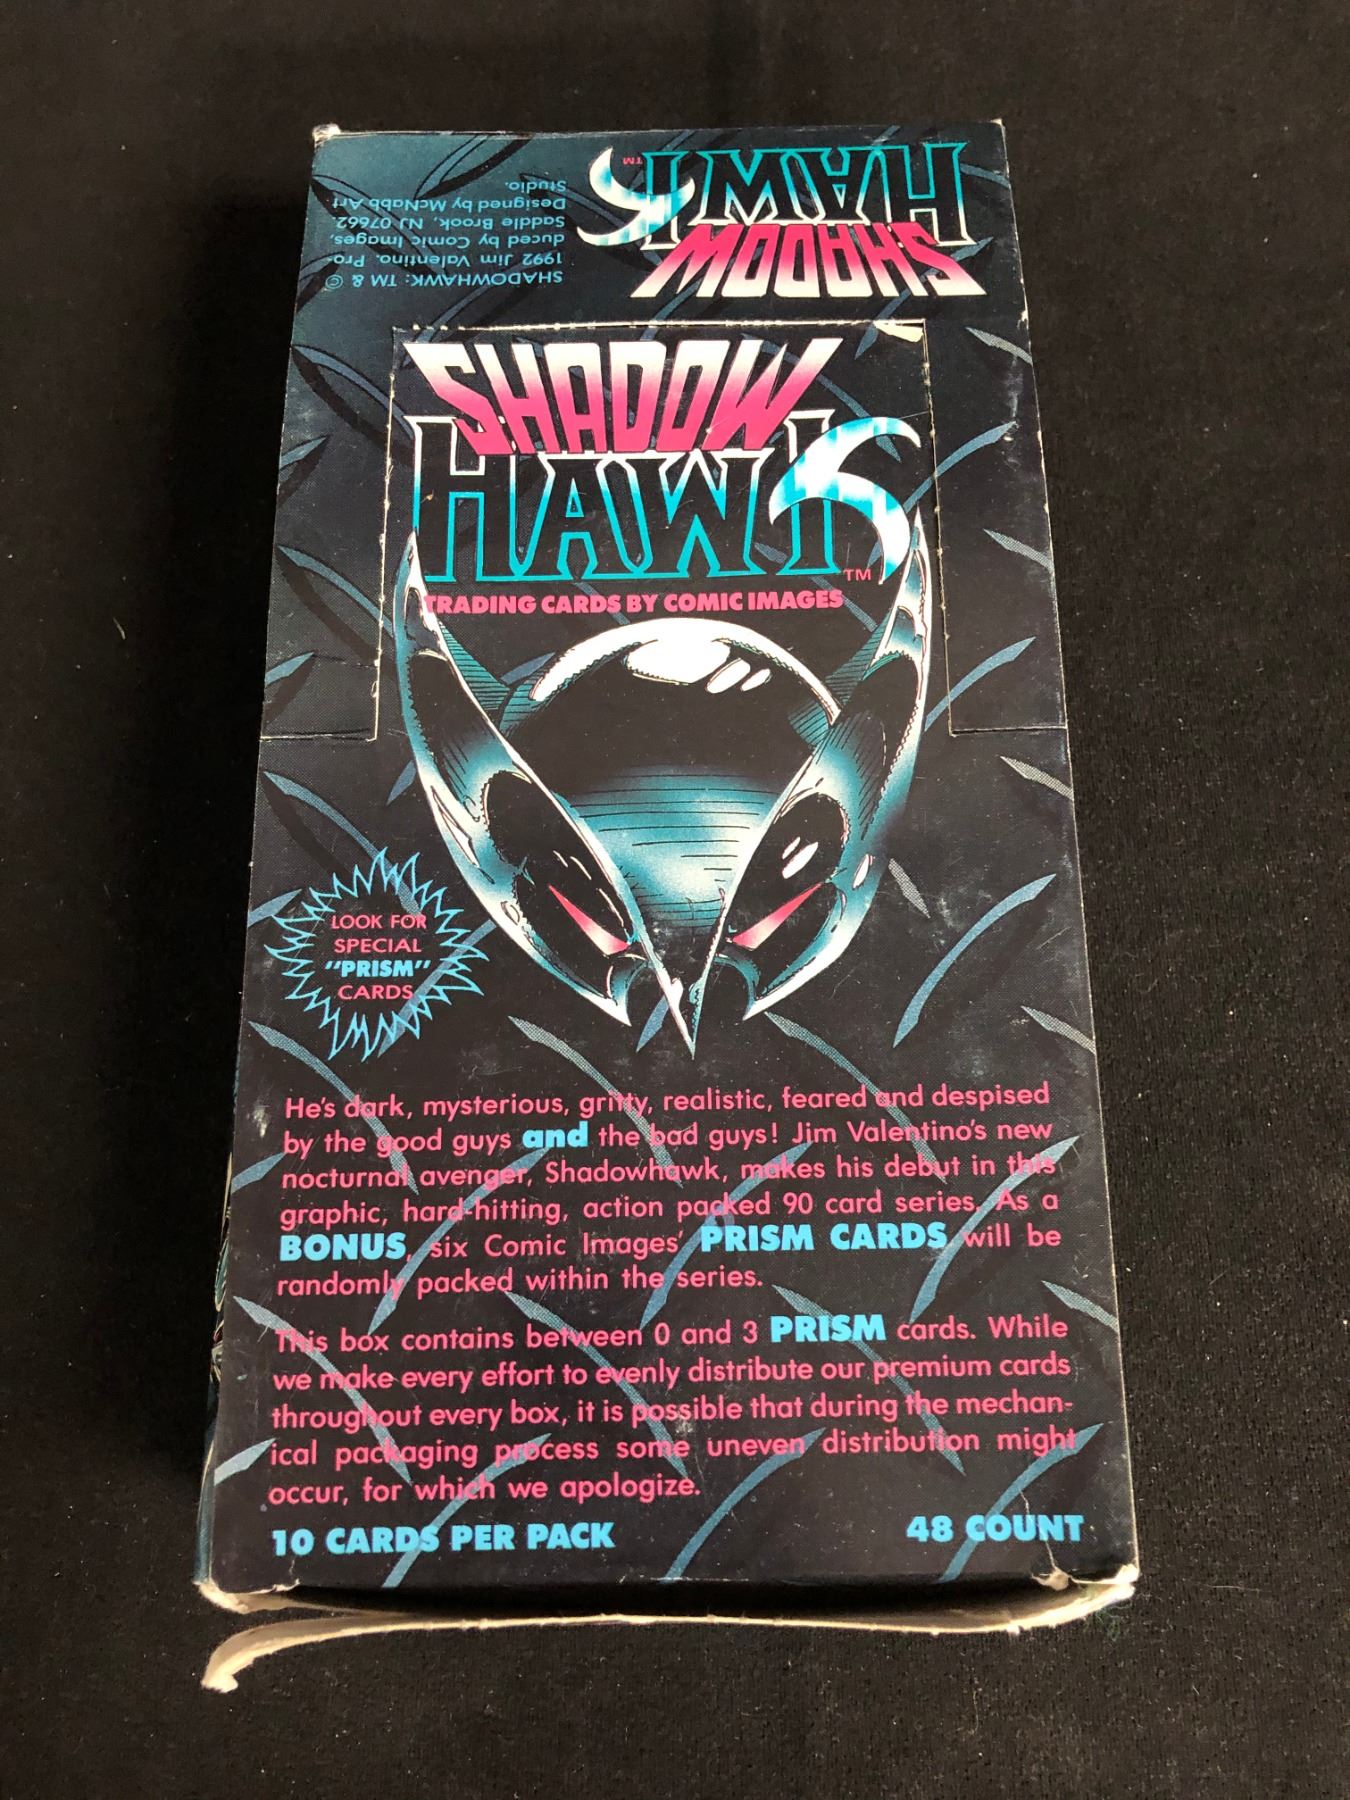 SHADOW
HAWK™
SHADOWHAWK: TM & ©
1992 Jim Valentino. Pro-
duced by Comic Images,
Saddle Brook, NJ 07662.
Designed by McNabb Art
Studio.
SHADOW
HAWK™
TRADING CARDS BY COMIC IMAGES
LOOK FOR
SPECIAL
"PRISM"
CARDS
He's dark, mysterious, gritty, realistic, feared and despised
by the good guys and the bad guys! Jim Valentino's new
nocturnal avenger, Shadowhawk, makes his debut in this
graphic, hard-hitting, action packed 90 card series. As a
BONUS, six Comic Images' PRISM CARDS will be
randomly packed within the series.
This box contains between 0 and 3 PRISM cards. While
we make every effort to evenly distribute our premium cards
throughout every box, it is possible that during the mechan-
ical packaging process some uneven distribution might
occur, for which we apologize.
10 CARDS PER PACK
48 COUNT